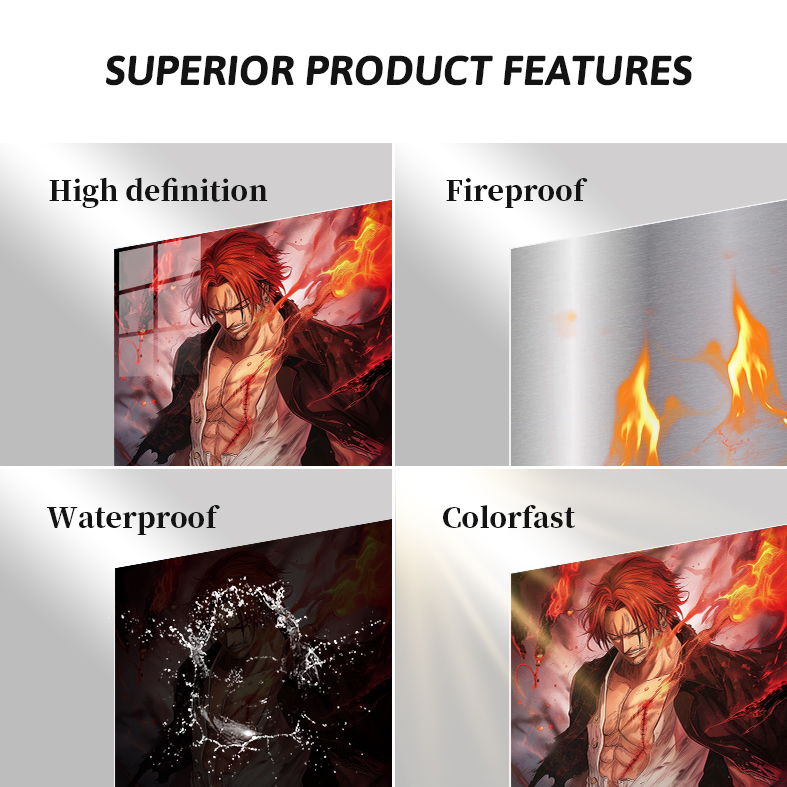 SUPERIOR PRODUCT FEATURES
High definition
Fireproof
Waterproof
Colorfast